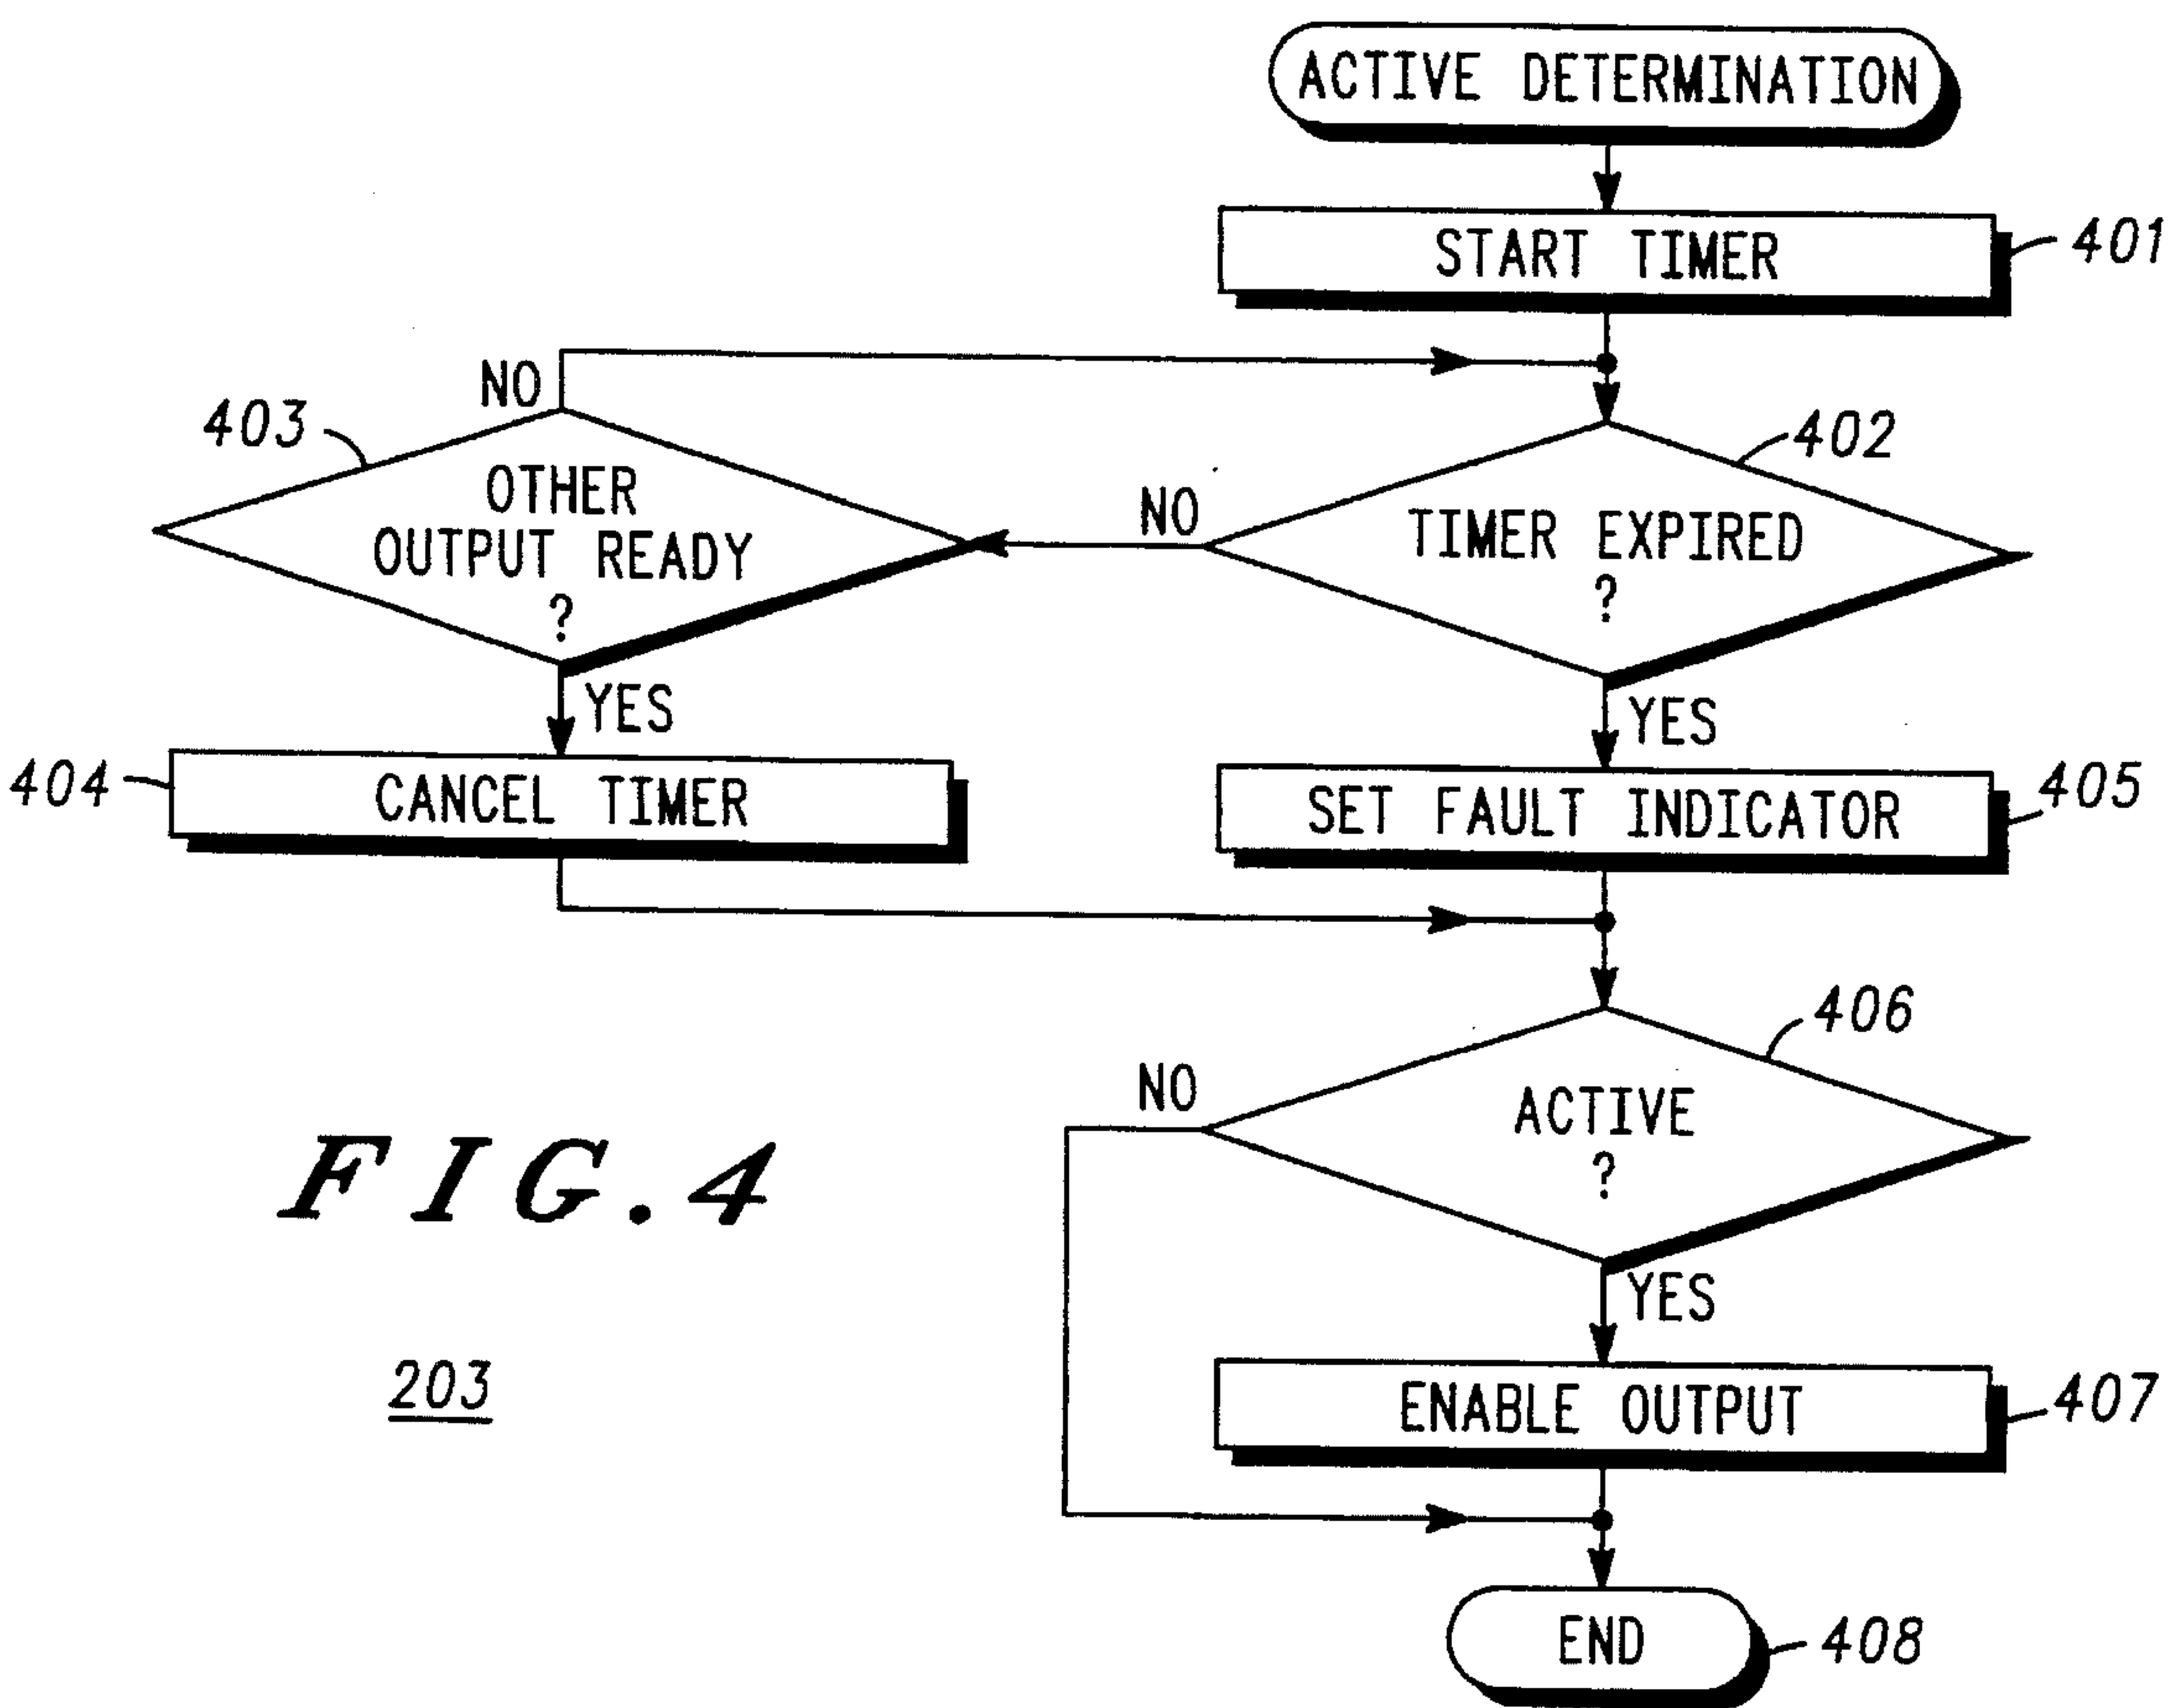 ACTIVE DETERMINATION
START TIMER
401
NO
403
OTHER
OUTPUT READY
?
NO
402
TIMER EXPIRED
?
YES
YES
404
CANCEL TIMER
SET FAULT INDICATOR
405
406
NO
ACTIVE
?
FIG.4
YES
203
ENABLE OUTPUT
407
END
408